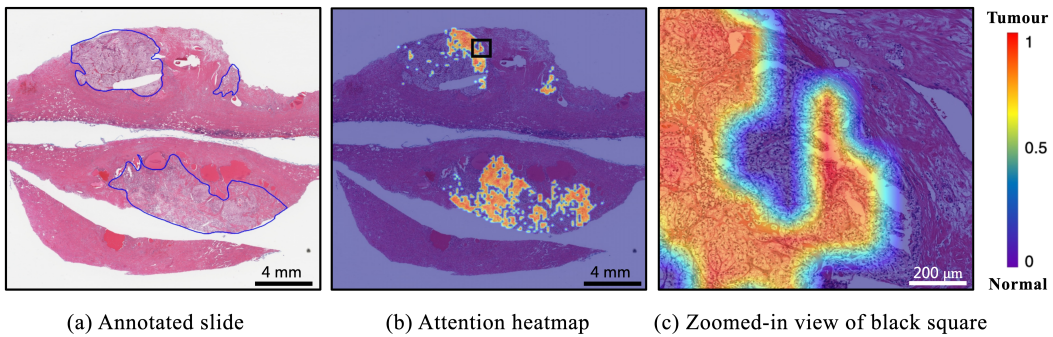 Tumour
1
0.5
0
Normal
4 mm
4 mm
200 μm
(a) Annotated slide
(b) Attention heatmap
(c) Zoomed-in view of black square